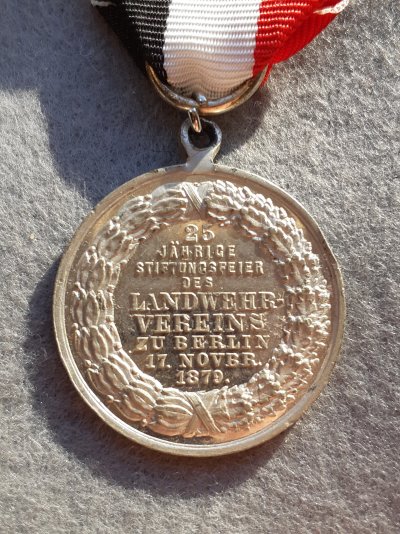 25
JÄHRIGE
STIFTUNGSFEIER
DES
LANDWEHR-
VEREINS
ZU BERLIN
17. NOVBR.
1879.